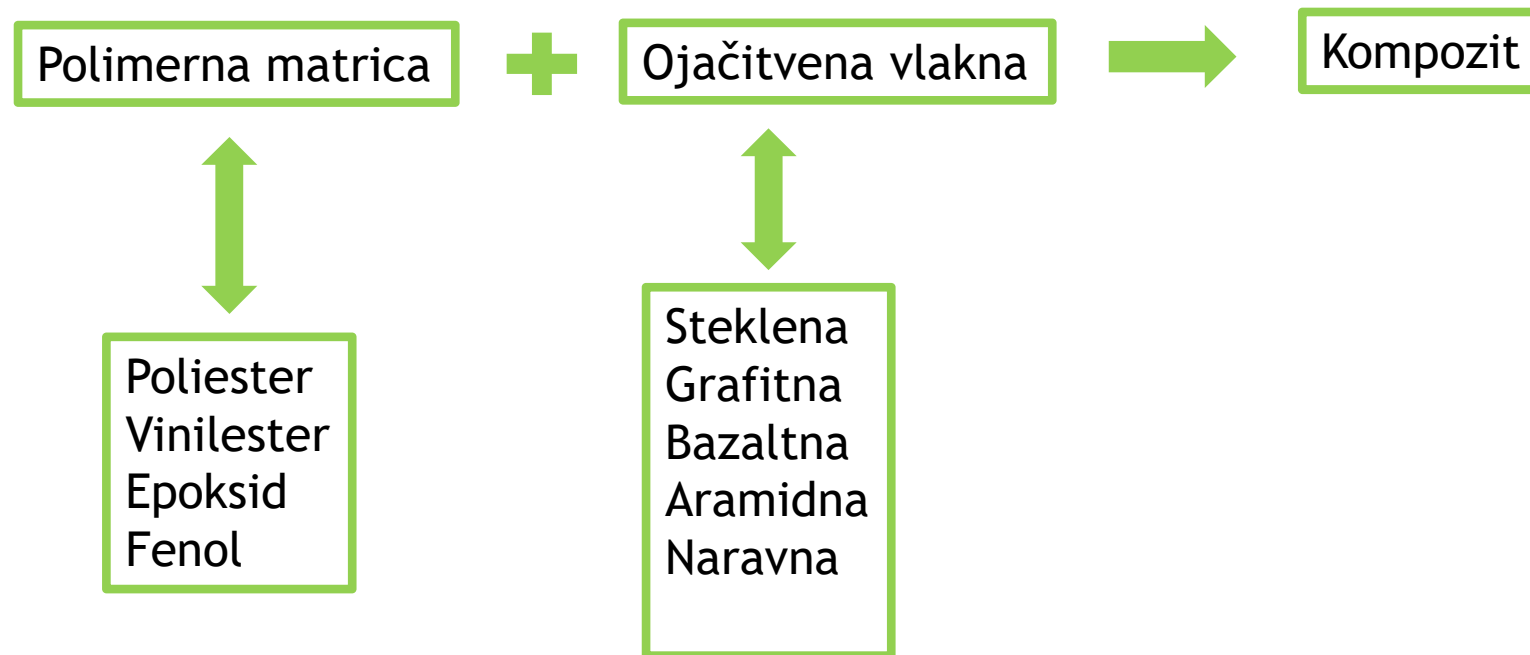 Polimerna matrica
Ojačitvena vlakna
Kompozit
Poliester
Vinilester
Epoksid
Fenol
Steklena
Grafitna
Bazaltna
Aramidna
Naravna